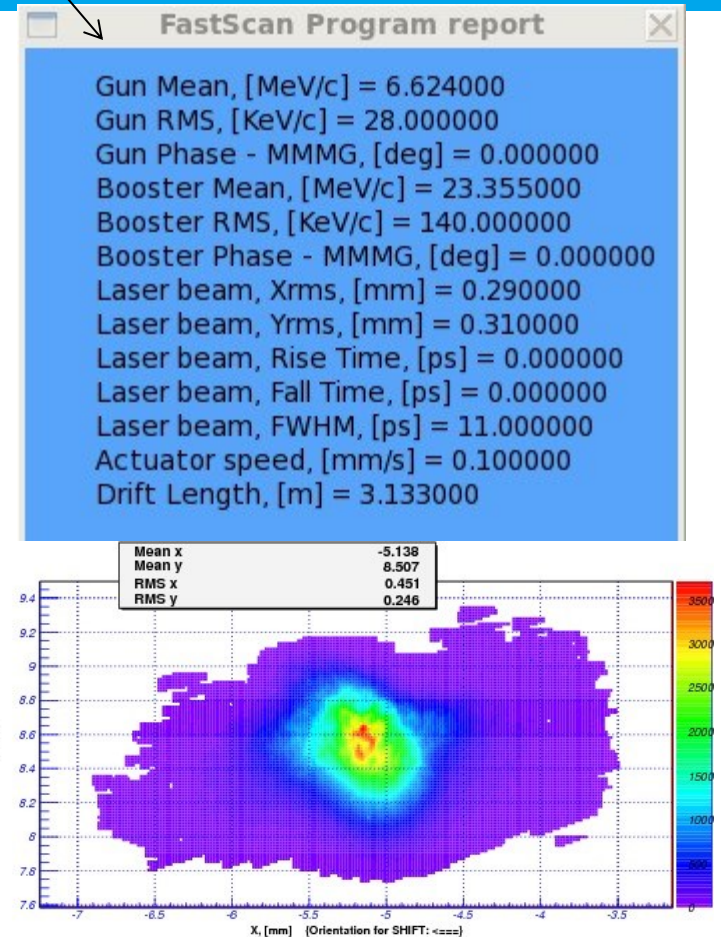 FastScan Program report
Gun Mean, [MeV/c] = 6.624000
Gun RMS, [KeV/c] = 28.000000
Gun Phase - MMMG, [deg] = 0.000000
Booster Mean, [MeV/c] = 23.355000
Booster RMS, [KeV/c] = 140.000000
Booster Phase - MMMG, [deg] = 0.000000
Laser beam, Xrms, [mm] = 0.290000
Laser beam, Yrms, [mm] = 0.310000
Laser beam, Rise Time, [ps] = 0.000000
Laser beam, Fall Time, [ps] = 0.000000
Laser beam, FWHM, [ps] = 11.000000
Actuator speed, [mm/s] = 0.100000
Drift Length, [m] = 3.133000
Mean x -5.138
Mean y 8.507
RMS x 0.451
RMS y 0.246
9.4
9.2
9
8.8
8.6
8.4
8.2
8
7.8
7.6
3500
3000
2500
2000
1500
1000
0
-7 -6.5 -6 -5.5 -5 -4.5 -4 -3.5
X, [mm] {Orientation for SHIFT: <===}